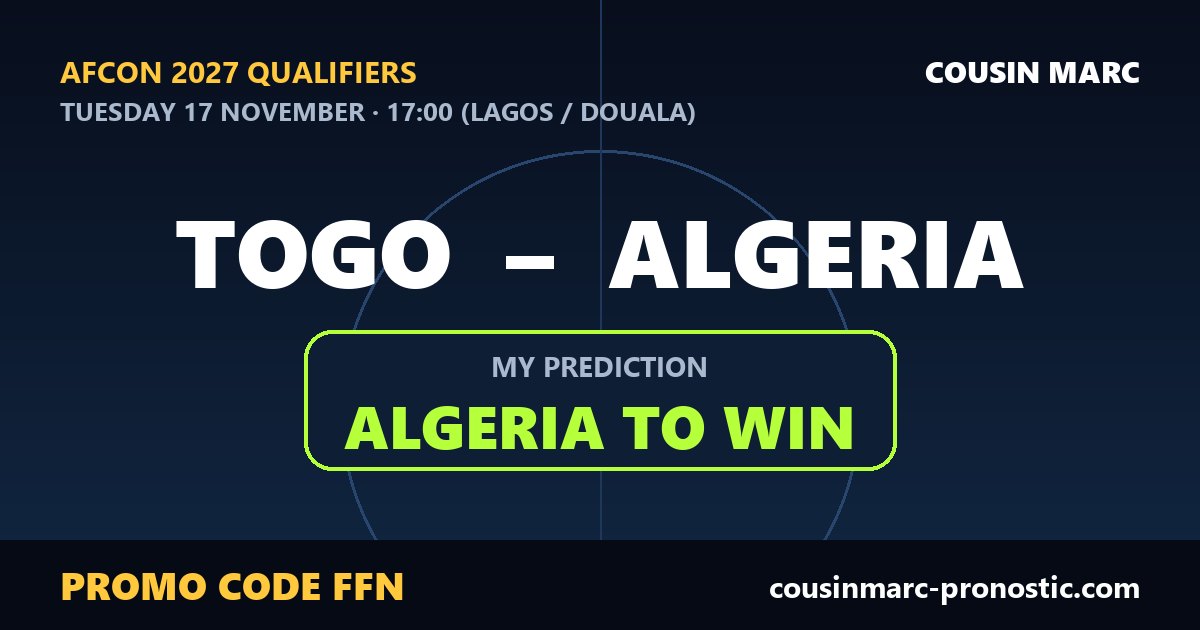 AFCON 2027 QUALIFIERS
COUSIN MARC
TUESDAY 17 NOVEMBER · 17:00 (LAGOS / DOUALA)
TOGO – ALGERIA
MY PREDICTION
ALGERIA TO WIN
PROMO CODE FFN
cousinmarc-pronostic.com